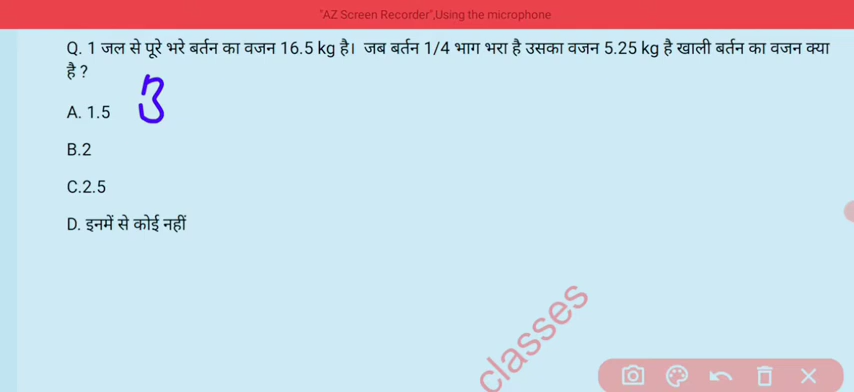 "AZ Screen Recorder",Using the microphone
Q. 1 जल से पूरे भरे बर्तन का वजन 16.5 kg है। जब बर्तन 1/4 भाग भरा है उसका वजन 5.25 kg है खाली बर्तन का वजन क्या
है ?
A. 1.5
3
B.2
C.2.5
D. इनमें से कोई नहीं
classes